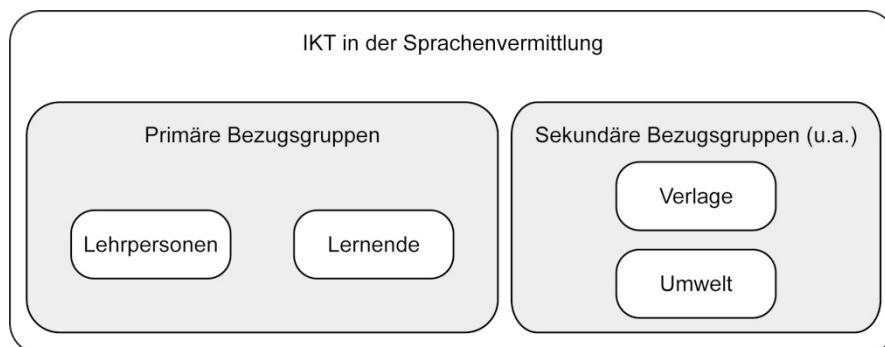 IKT in der Sprachenvermittlung
Primäre Bezugsgruppen
Lehrpersonen
Lernende
Sekundäre Bezugsgruppen (u.a.)
Verlage
Umwelt